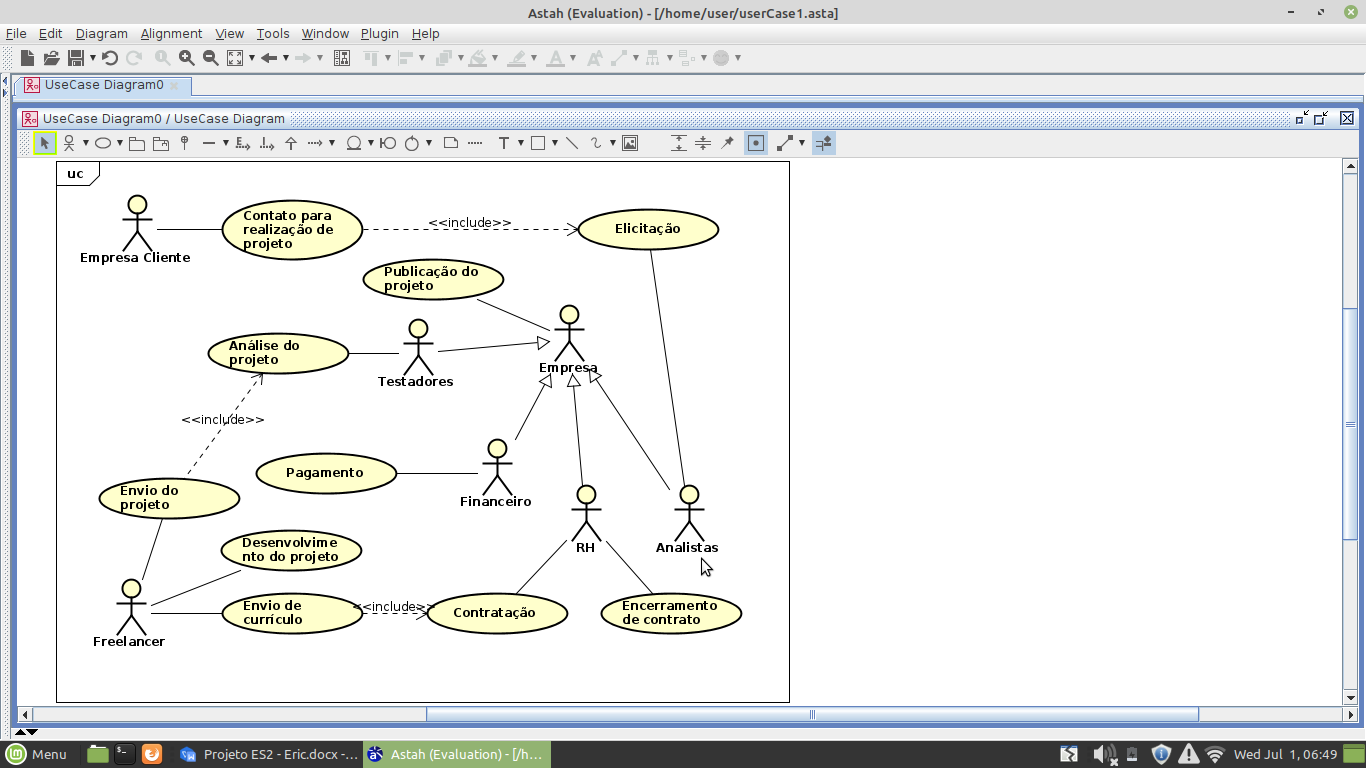 Astah (Evaluation) - [/home/user/userCase1.asta]
File Edit Diagram Alignment View Tools Window Plugin Help
UseCase Diagram0
UseCase Diagram0 / UseCase Diagram
T
uc
Empresa Cliente
Contato para
realização de
projeto
<<include>>
Elicitação
Publicação do
projeto
Empresa
Análise do
projeto
Testadores
<<include>>
Pagamento
Financeiro
Envio do
projeto
RH
Analistas
Desenvolvime
nto do projeto
Freelancer
Envio de
currículo
<<include>>
Contratação
Encerramento
de contrato
Menu
Projeto ES2 - Eric.docx -...
Astah (Evaluation) - [/h...
Wed Jul 1, 06:49